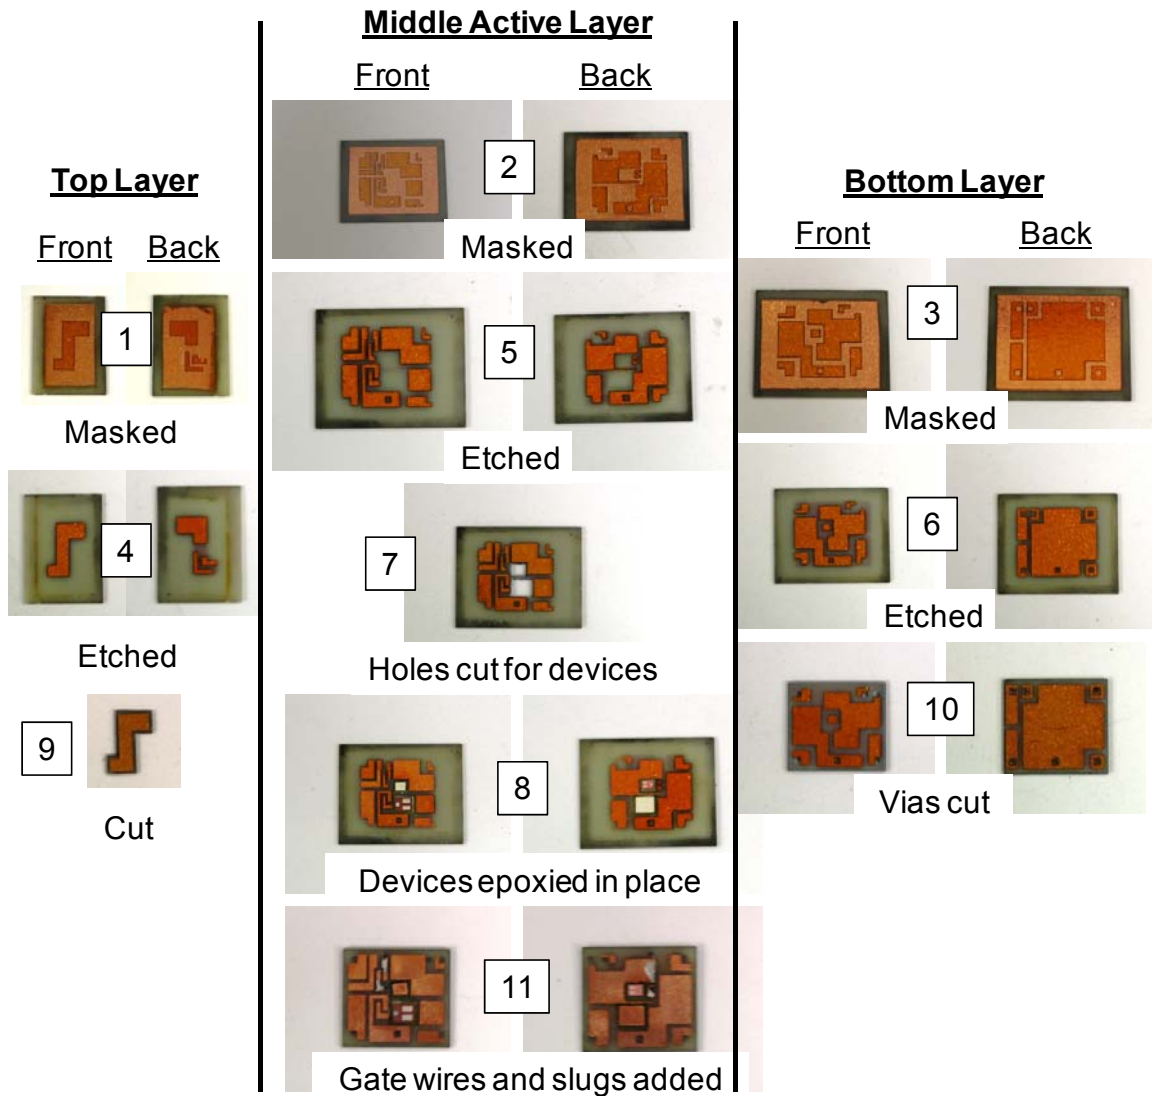 Top Layer
Front Back
1
Masked
4
Etched
9
Cut
Middle Active Layer
Front Back
2
Masked
5
Etched
7
Holes cut for devices
8
Devices epoxied in place
11
Gate wires and slugs added
Bottom Layer
Front Back
3
Masked
6
Etched
10
Vias cut